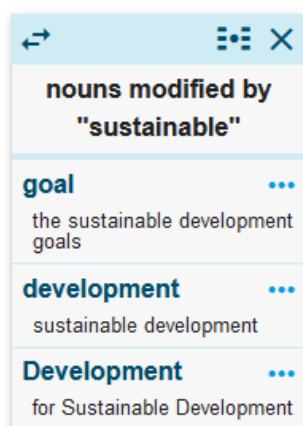 nouns modified by
"sustainable"
goal
the sustainable development
goals
development
sustainable development
Development
for Sustainable Development